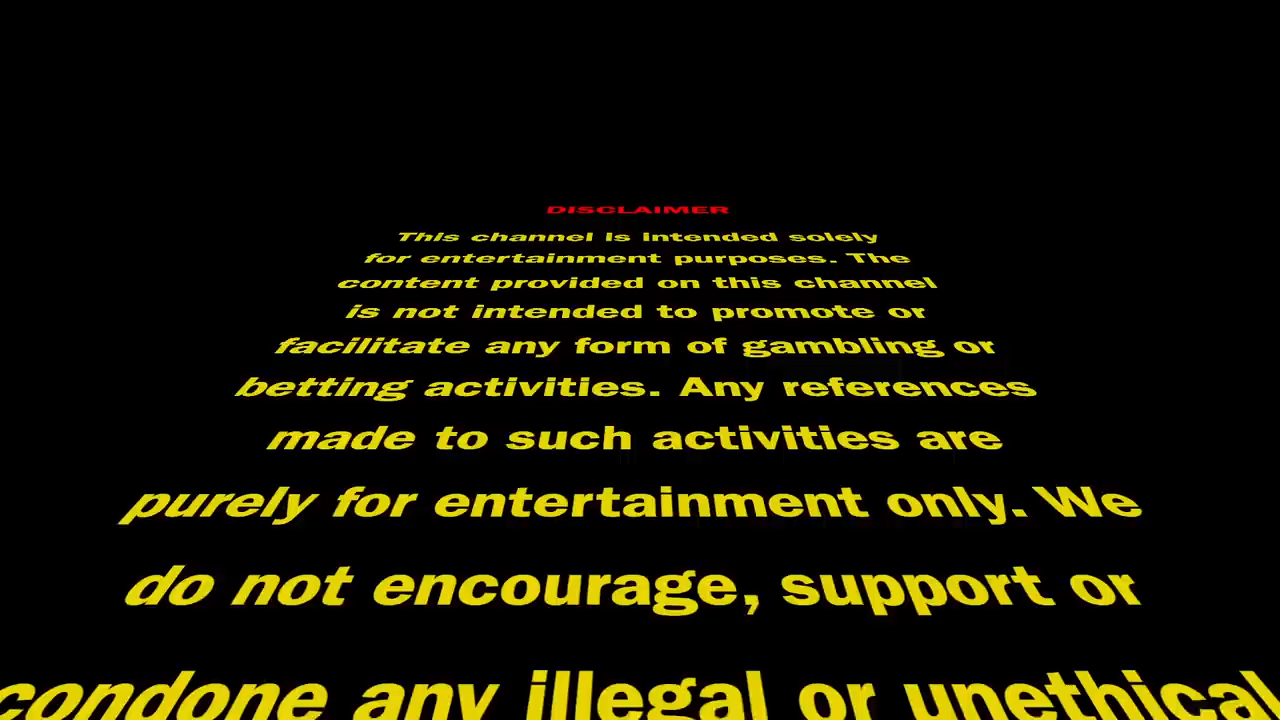 DISCLAIMER
This channel is intended solely
for entertainment purposes. The
content provided on this channel
is not intended to promote or
facilitate any form of gambling or
betting activities. Any references
made to such activities are
purely for entertainment only. We
do not encourage, support or
condone any illegal or unethical